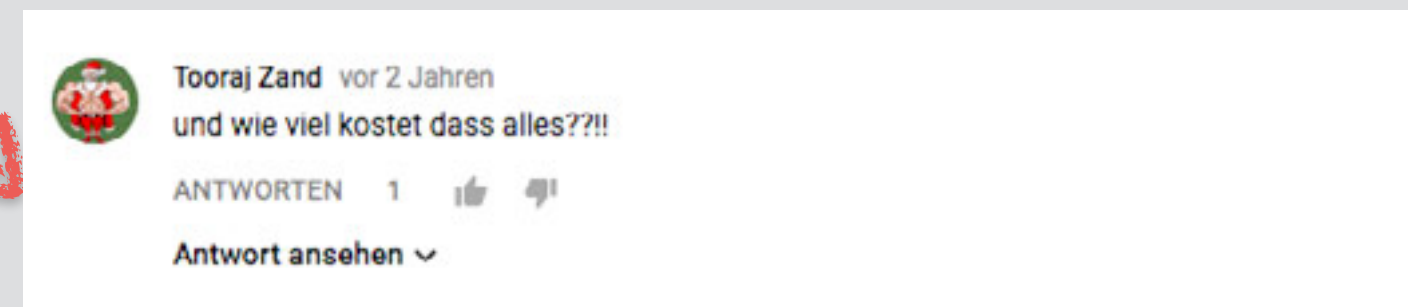 Tooraj Zand vor 2 Jahren
und wie viel kostet dass alles??!!
ANTWORTEN 1
Antwort ansehen